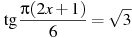 tg π(2x + 1)/6 = √3